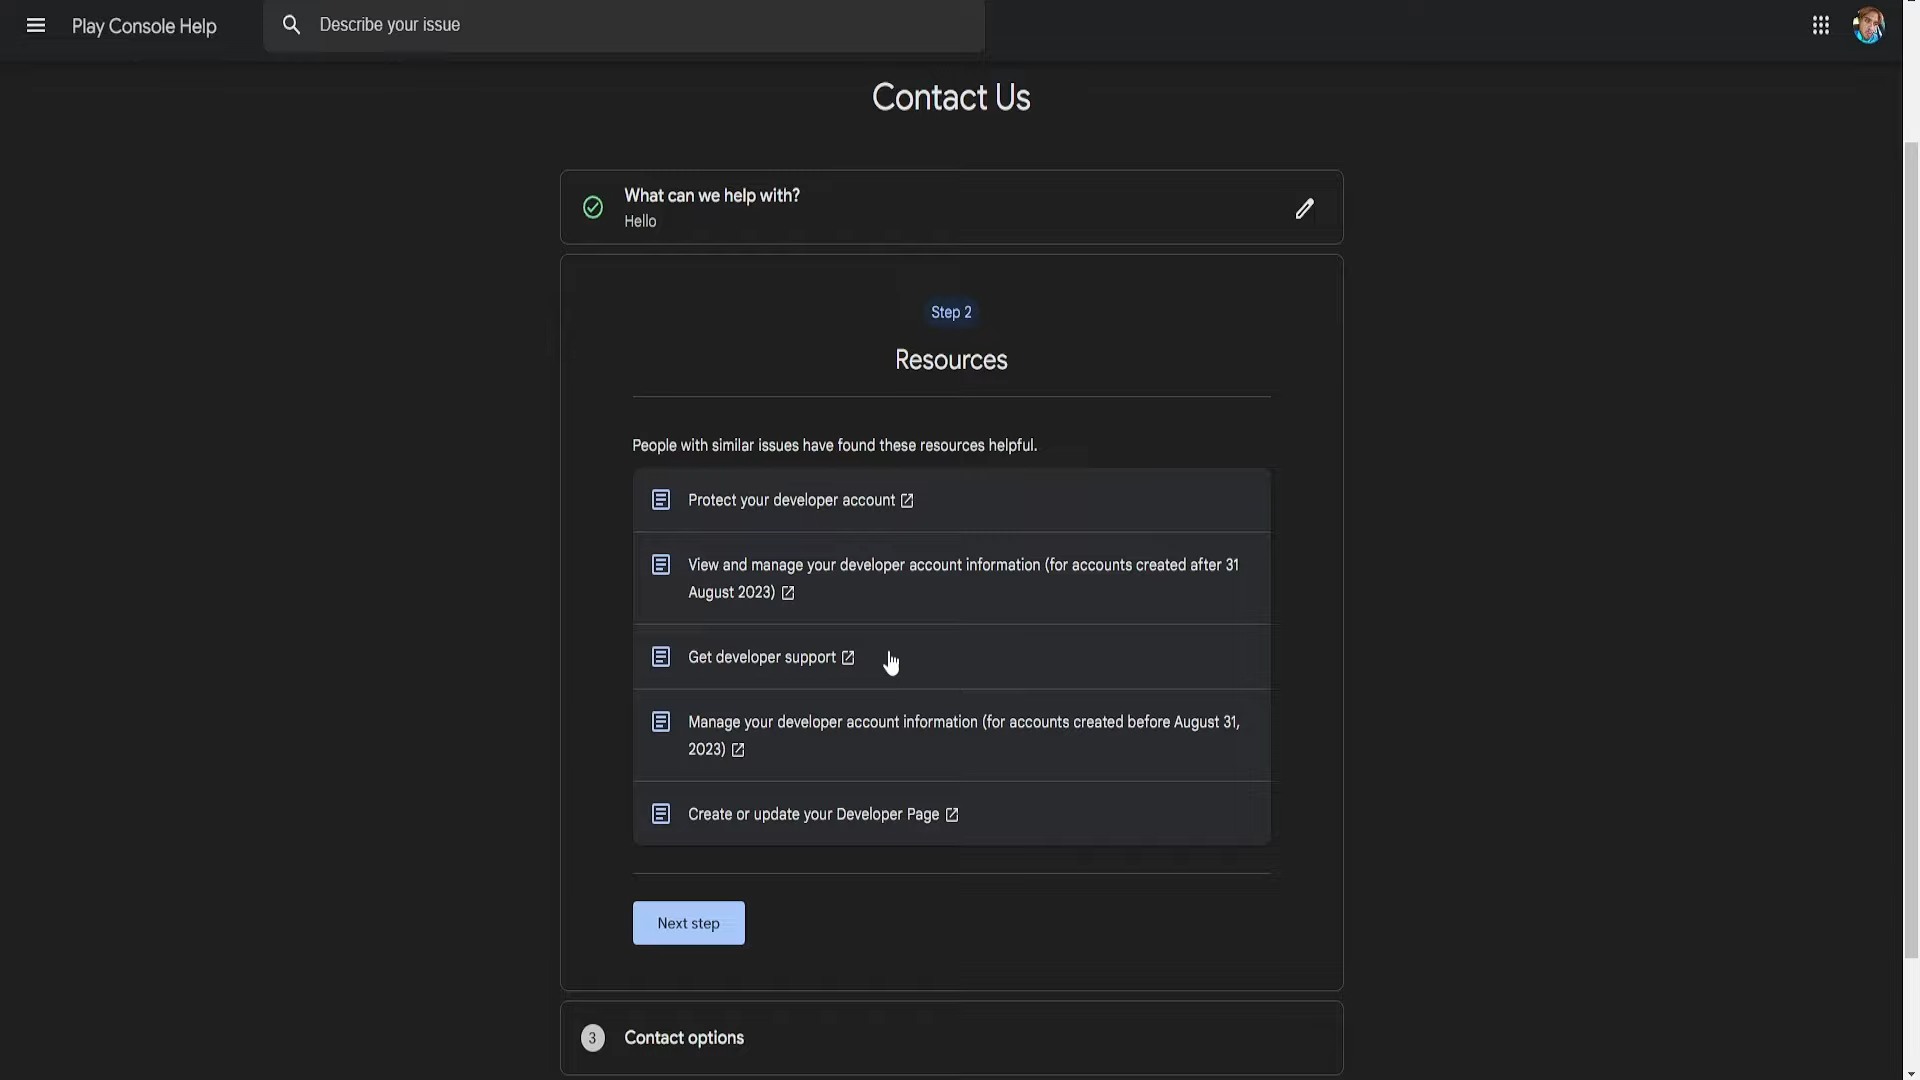 Play Console Help
Describe your issue
Contact Us
What can we help with?
Hello
Step 2
Resources
People with similar issues have found these resources helpful.
Protect your developer account
View and manage your developer account information (for accounts created after 31
August 2023)
Get developer support
Manage your developer account information (for accounts created before August 31,
2023)
Create or update your Developer Page
Next step
3 Contact options